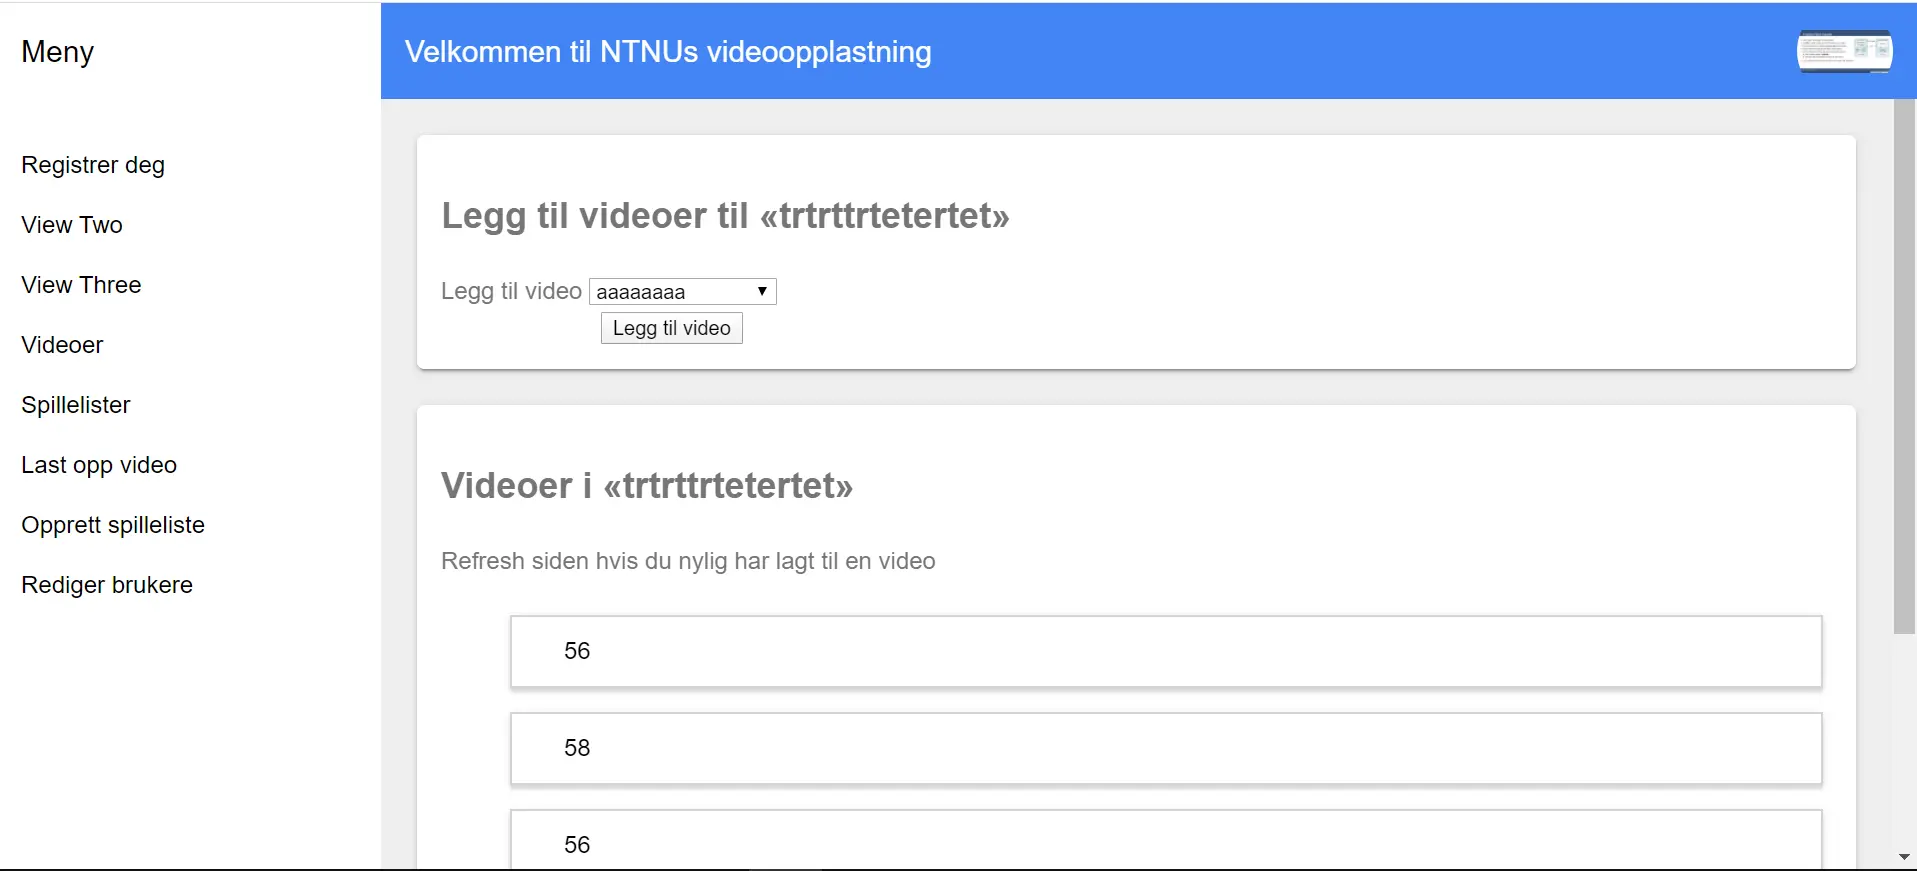 Meny
Velkommen til NTNUs videoopplastning
Registrer deg
View Two
View Three
Videoer
Spillelister
Last opp video
Opprett spilleliste
Rediger brukere
Legg til videoer til «trtrttrtetertet»
Legg til video aaaaaaaa
Legg til video
Videoer i «trtrttrtetertet»
Refresh siden hvis du nylig har lagt til en video
56
58
56